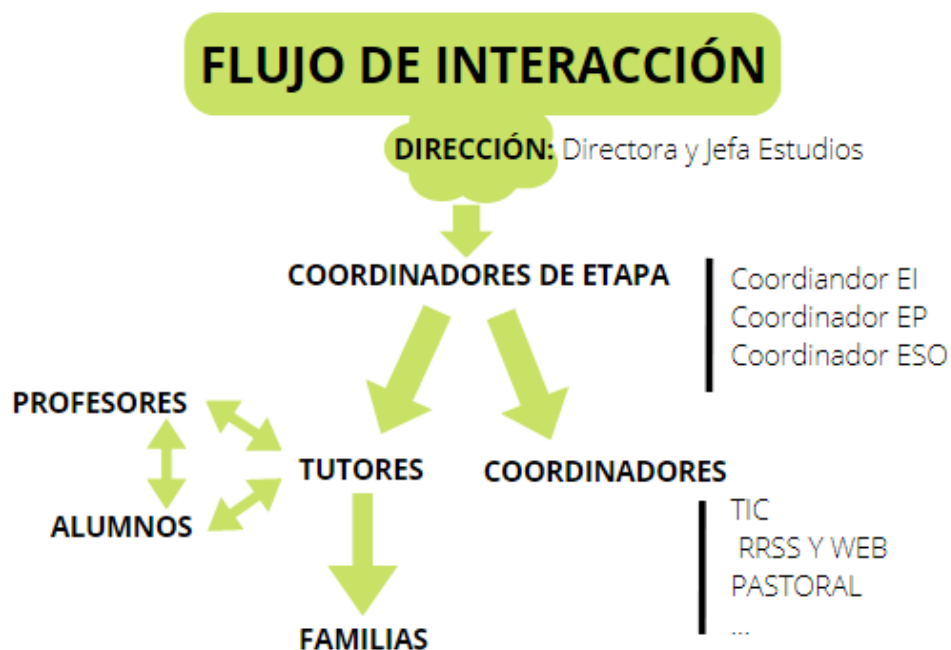 FLUJO DE INTERACCIÓN
DIRECCIÓN: Directora y Jefa Estudios
COORDINADORES DE ETAPA
Coordiandor EI
Coordinador EP
Coordinador ESO
PROFESORES
TUTORES
COORDINADORES
ALUMNOS
TIC
RRSS Y WEB
PASTORAL
...
FAMILIAS